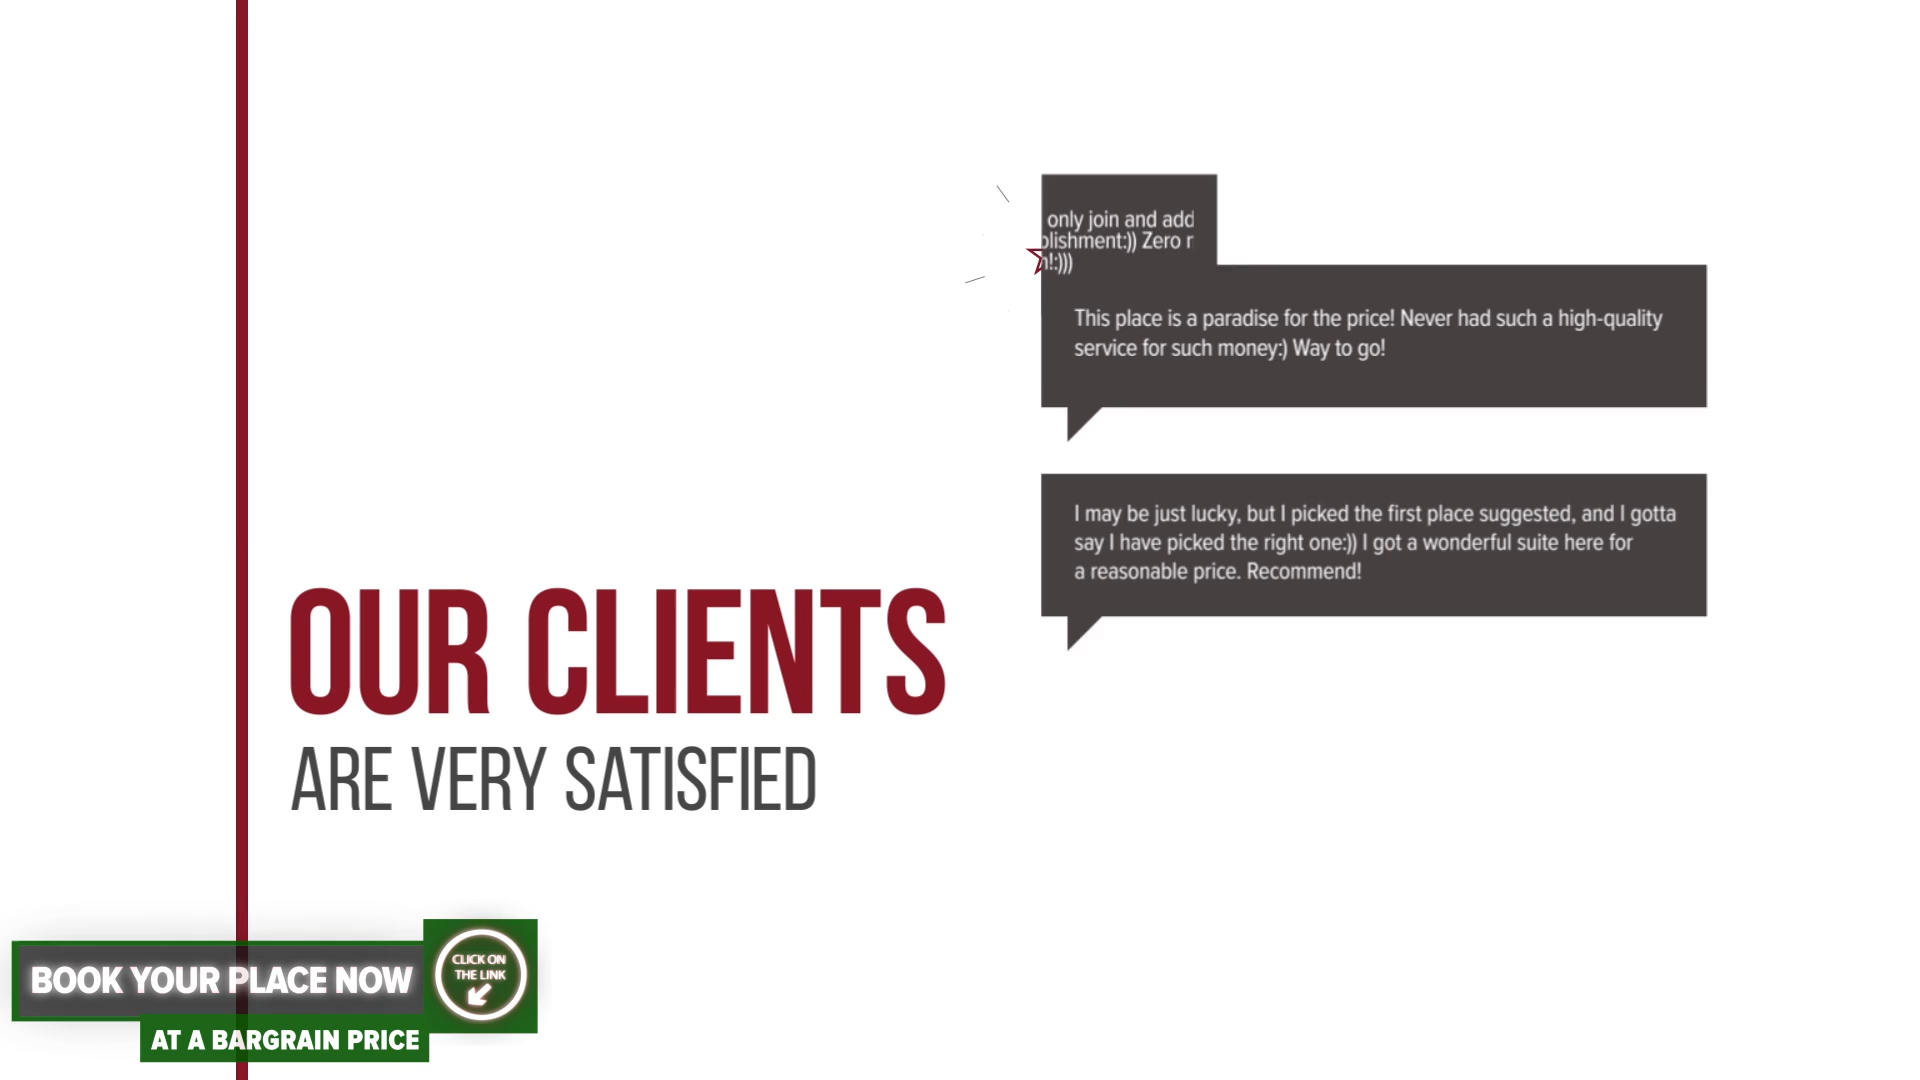 only join and add
Zero
This place is a paradise for the price! Never had such a high-quality
service for such money:) Way to go!
I may be just lucky, but I picked the first place suggested, and I gotta
say I have picked the right one:)) I got a wonderful suite here for
a reasonable price. Recommend!
OUR CLIENTS
ARE VERY SATISFIED
BOOK YOUR PLACE NOW
CLICK ON
THE LINK
AT A BARGRAIN PRICE